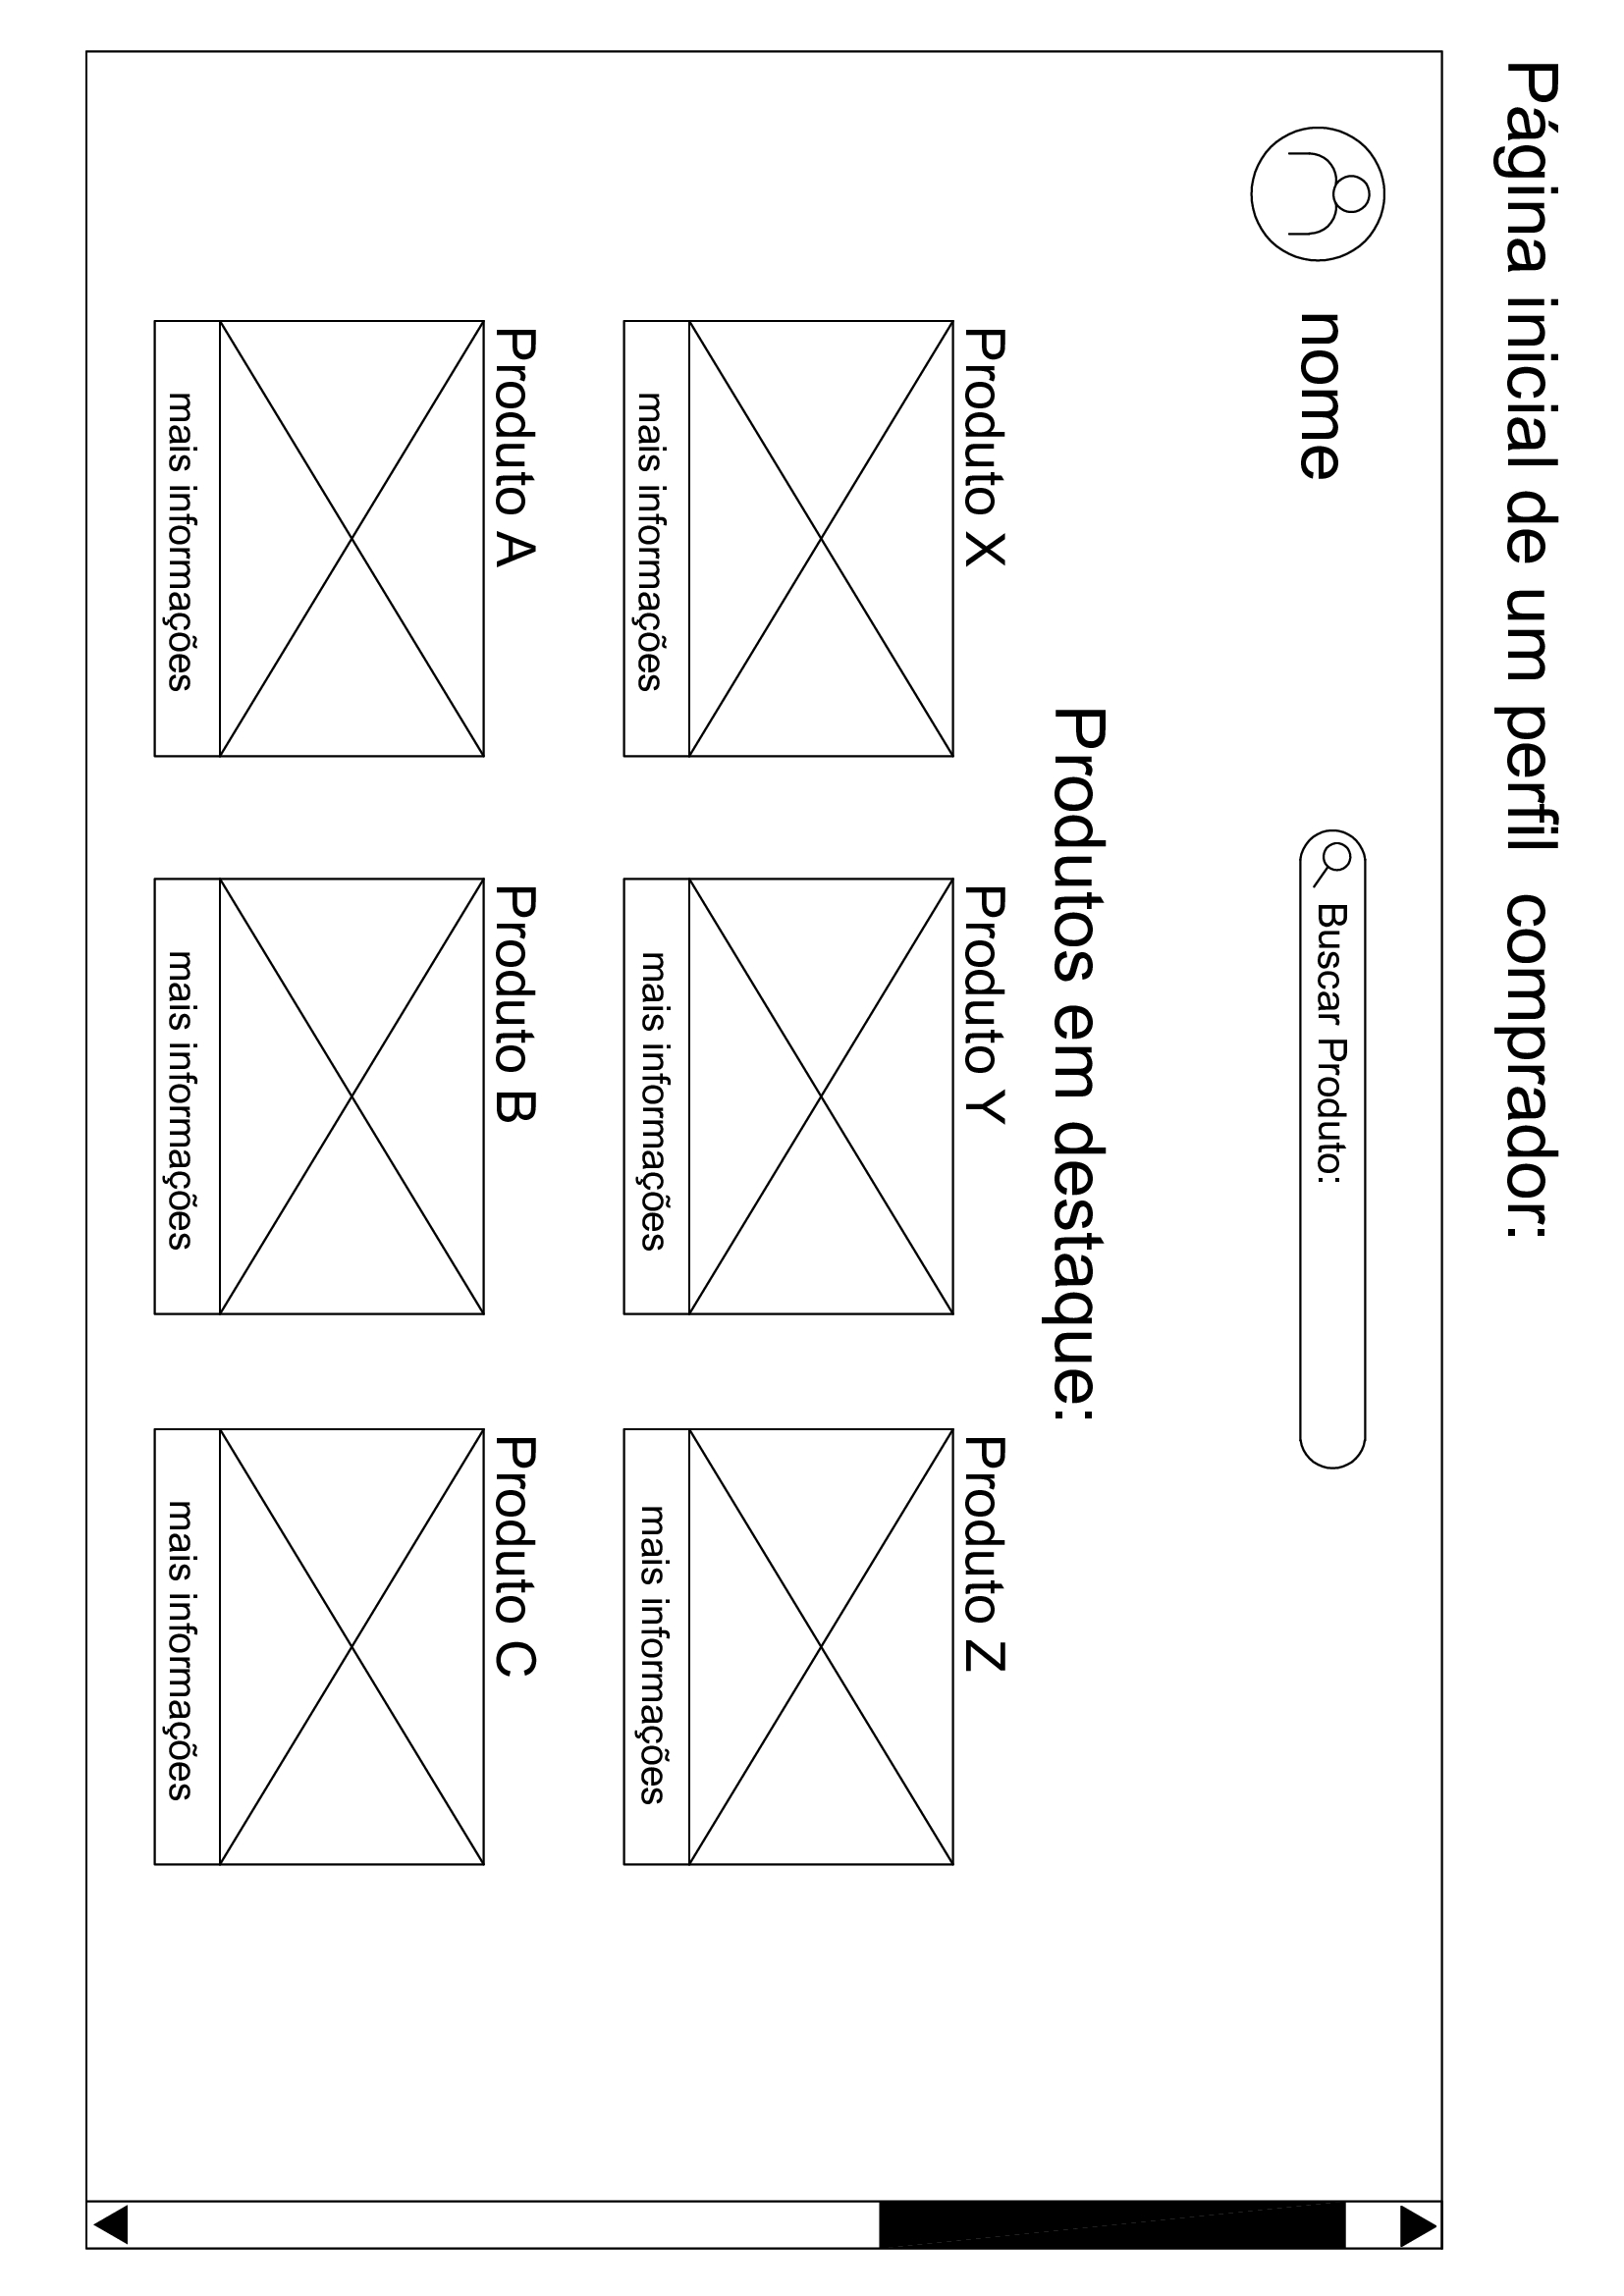 Página inicial de um perfil  comprador:
nome
Buscar Produto:
Produtos em destaque:
Produto X
Produto Y
Produto Z
mais informações
mais informações
mais informações
Produto A
Produto B
Produto C
mais informações
mais informações
mais informações